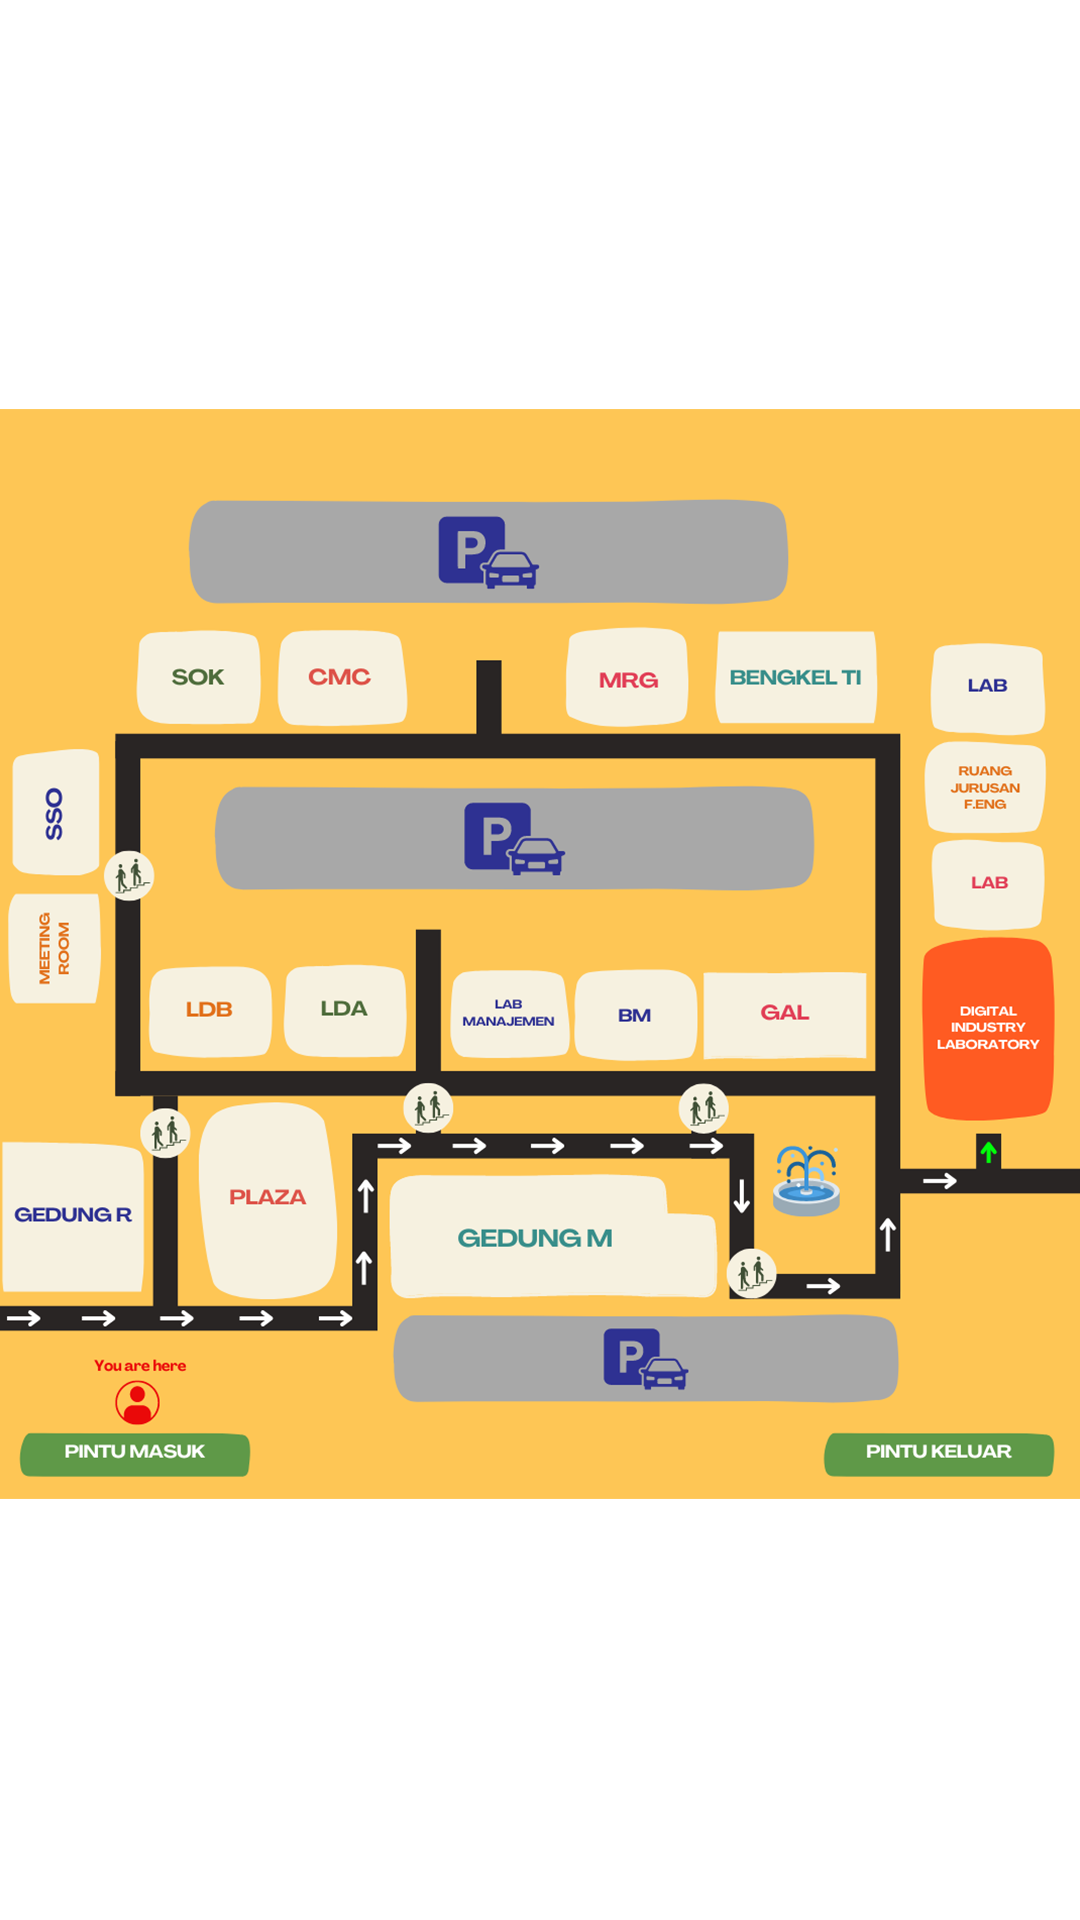 P
SOK
CMC
MRG
BENGKEL TI
LAB
RUANG
JURUSAN
F.ENG
SSO
P
LAB
MEETING
ROOM
LDB
LDA
LAB
MANAJEMEN
BM
GAL
DIGITAL
INDUSTRY
LABORATORY
GEDUNG R
PLAZA
GEDUNG M
P
You are here
PINTU MASUK
PINTU KELUAR